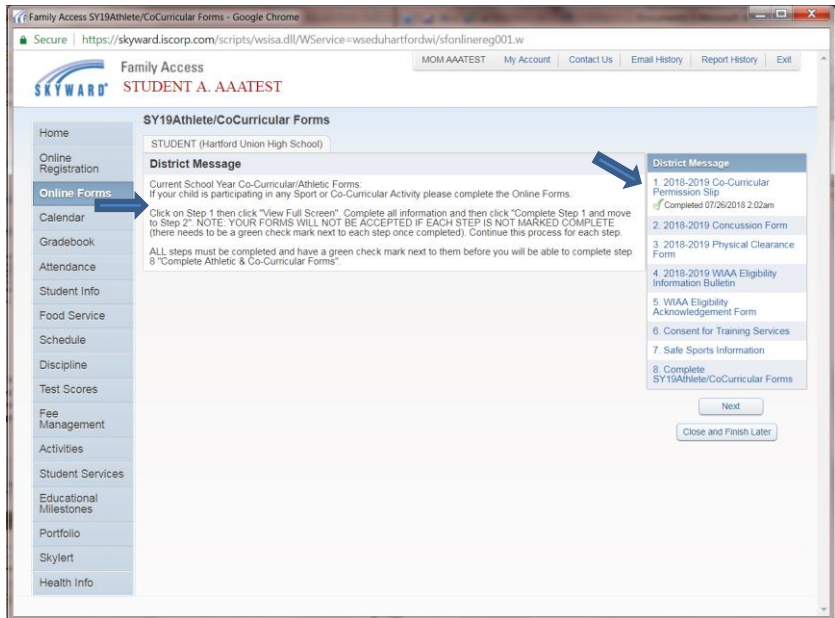 Family Access SY19Athlete/CoCurricular Forms - Google Chrome
Secure | https://skyward.iscorp.com/scripts/wsisa.dll/WService=wseduhartfordwi/sfonlinereg001.w
SKYWARD
Family Access
STUDENT A. AAATEST
MOM AAATEST
My Account
Contact Us
Email History
Report History
Exit
Home
Online
Registration
Online Forms
Calendar
Gradebook
Attendance
Student Info
Food Service
Schedule
Discipline
Test Scores
Fee
Management
Activities
Student Services
Educational
Milestones
Portfolio
Skylert
Health Info
SY19Athlete/CoCurricular Forms
STUDENT (Hartford Union High School)
District Message
Current School Year Co-Curricular/Athletic Forms:
If your child is participating in any Sport or Co-Curricular Activity please complete the Online Forms.
Click on Step 1 then click "View Full Screen". Complete all information and then click "Complete Step 1 and move
to Step 2". NOTE: YOUR FORMS WILL NOT BE ACCEPTED IF EACH STEP IS NOT MARKED COMPLETE
(there needs to be a green check mark next to each step once completed). Continue this process for each step.
ALL steps must be completed and have a green check mark next to them before you will be able to complete step
8 "Complete Athletic & Co-Curricular Forms".
District Message
1. 2018-2019 Co-Curricular
Permission Slip
Completed 07/26/2018 2:02am
2. 2018-2019 Concussion Form
3. 2018-2019 Physical Clearance
Form
4. 2018-2019 WIAA Eligibility
Information Bulletin
5. WIAA Eligibility
Acknowledgement Form
6. Consent for Training Services
7. Safe Sports Information
8. Complete
SY19Athlete/CoCurricular Forms
Next
Close and Finish Later